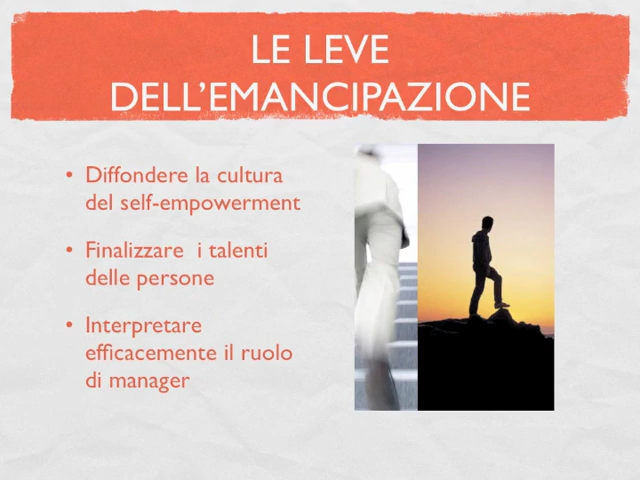 LE LEVE
DELL’EMANCIPAZIONE
• Diffondere la cultura
del self-empowerment
• Finalizzare  i talenti
delle persone
• Interpretare
efficacemente il ruolo
di manager